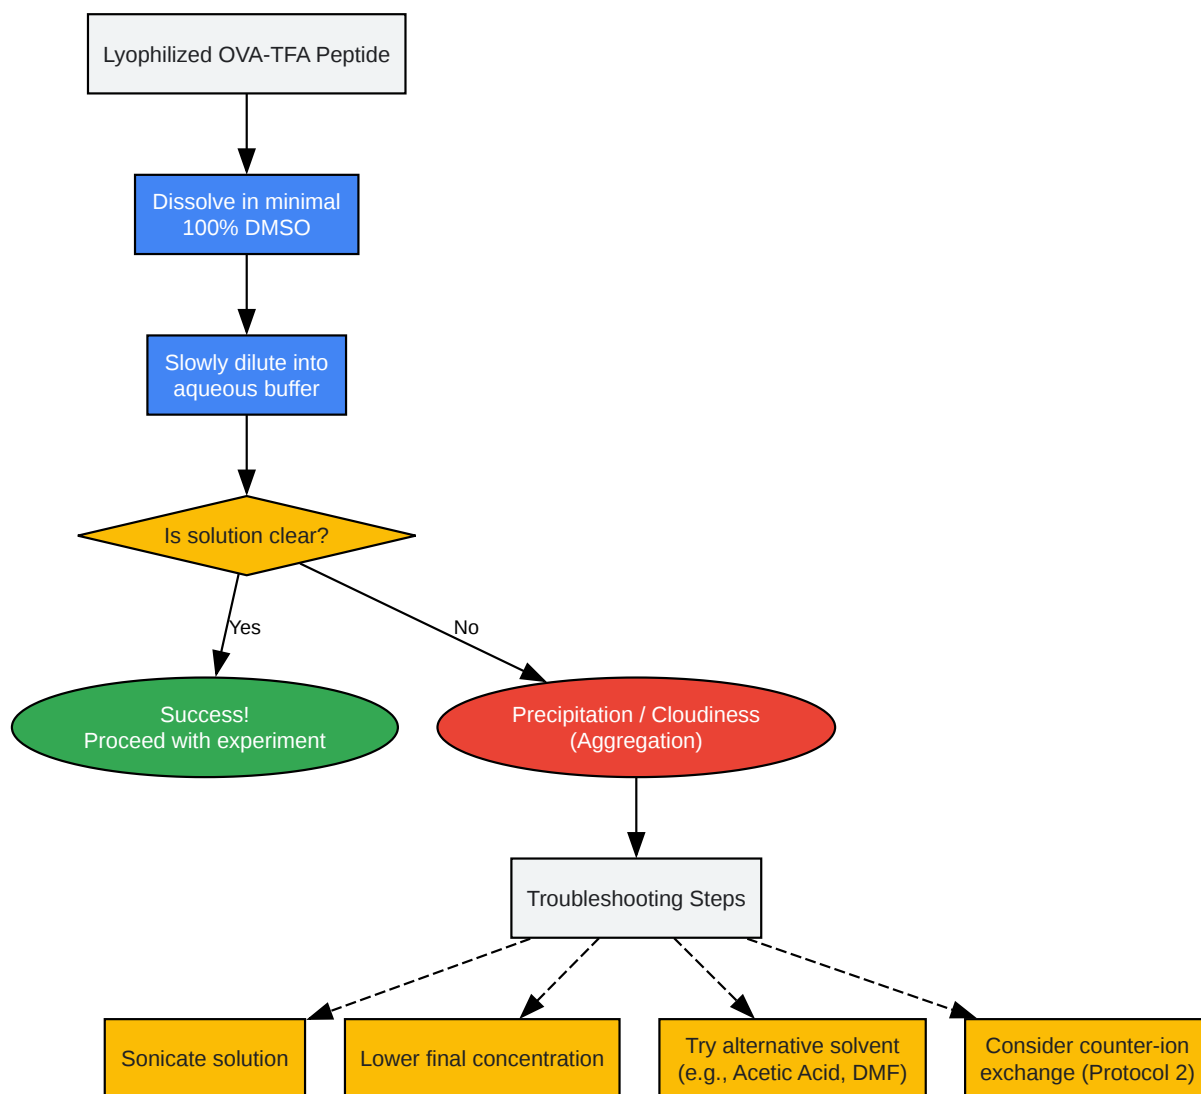 Lyophilized OVA-TFA Peptide
Dissolve in minimal
100% DMSO
Slowly dilute into
aqueous buffer
Is solution clear?
Yes
No
Success!
Proceed with experiment
Precipitation / Cloudiness
(Aggregation)
Troubleshooting Steps
Sonicate solution
Lower final concentration
Try alternative solvent
(e.g., Acetic Acid, DMF)
Consider counter-ion
exchange (Protocol 2)